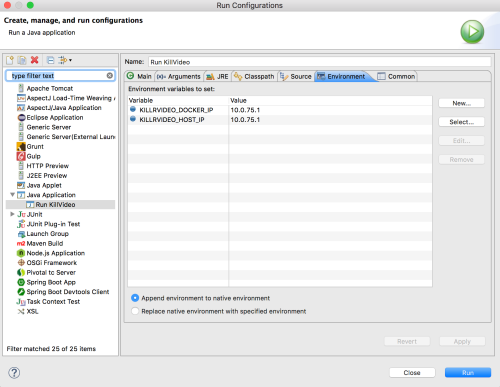 Run Configurations
Create, manage, and run configurations
Run a Java application
type filter text
Apache Tomcat
AspectJ Load-Time Weaving A
AspectJ/Java Application
Eclipse Application
Generic Server
Generic Server(External Laun
Grunt
Gulp
HTTP Preview
J2EE Preview
Java Applet
Java Application
Run KillVideo
JUnit
JUnit Plug-in Test
Launch Group
Maven Build
Node.js Application
OSGi Framework
Pivotal to Server
Spring Boot App
Spring Boot Devtools Client
Task Context Test
XSL
Filter matched 25 of 25 items
Name: Run KillVideo
Main Arguments JRE Classpath Source Environment Common
Environment variables to set:
Variable Value
KILLRVIDEO_DOCKER_IP 10.0.75.1
KILLRVIDEO_HOST_IP 10.0.75.1
New...
Select...
Edit...
Remove
Append environment to native environment
Replace native environment with specified environment
Revert Apply
? Close Run